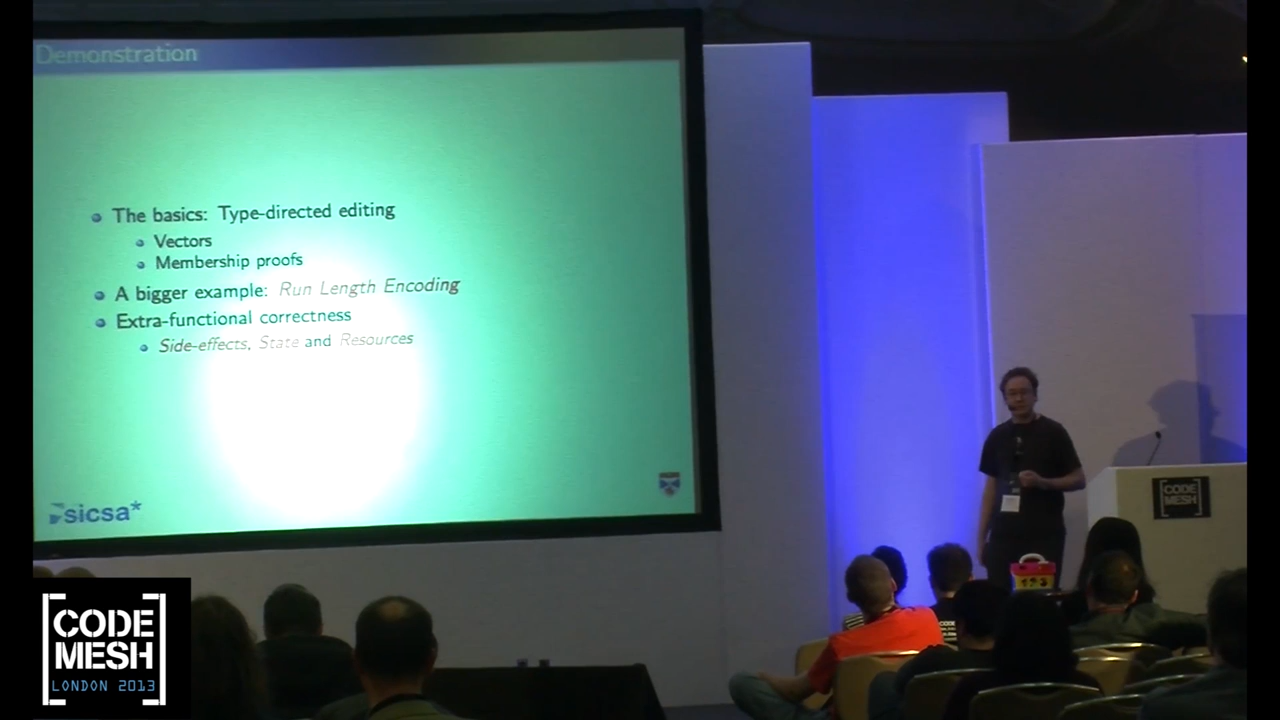 Demonstration
The basics: Type-directed editing
Vectors
Membership proofs
A bigger example: Run Length Encoding
Extra-functional correctness
Side-effects, State and Resources
sicsa*
[CODE
MESH]
CODE
MESH
LONDON 2013